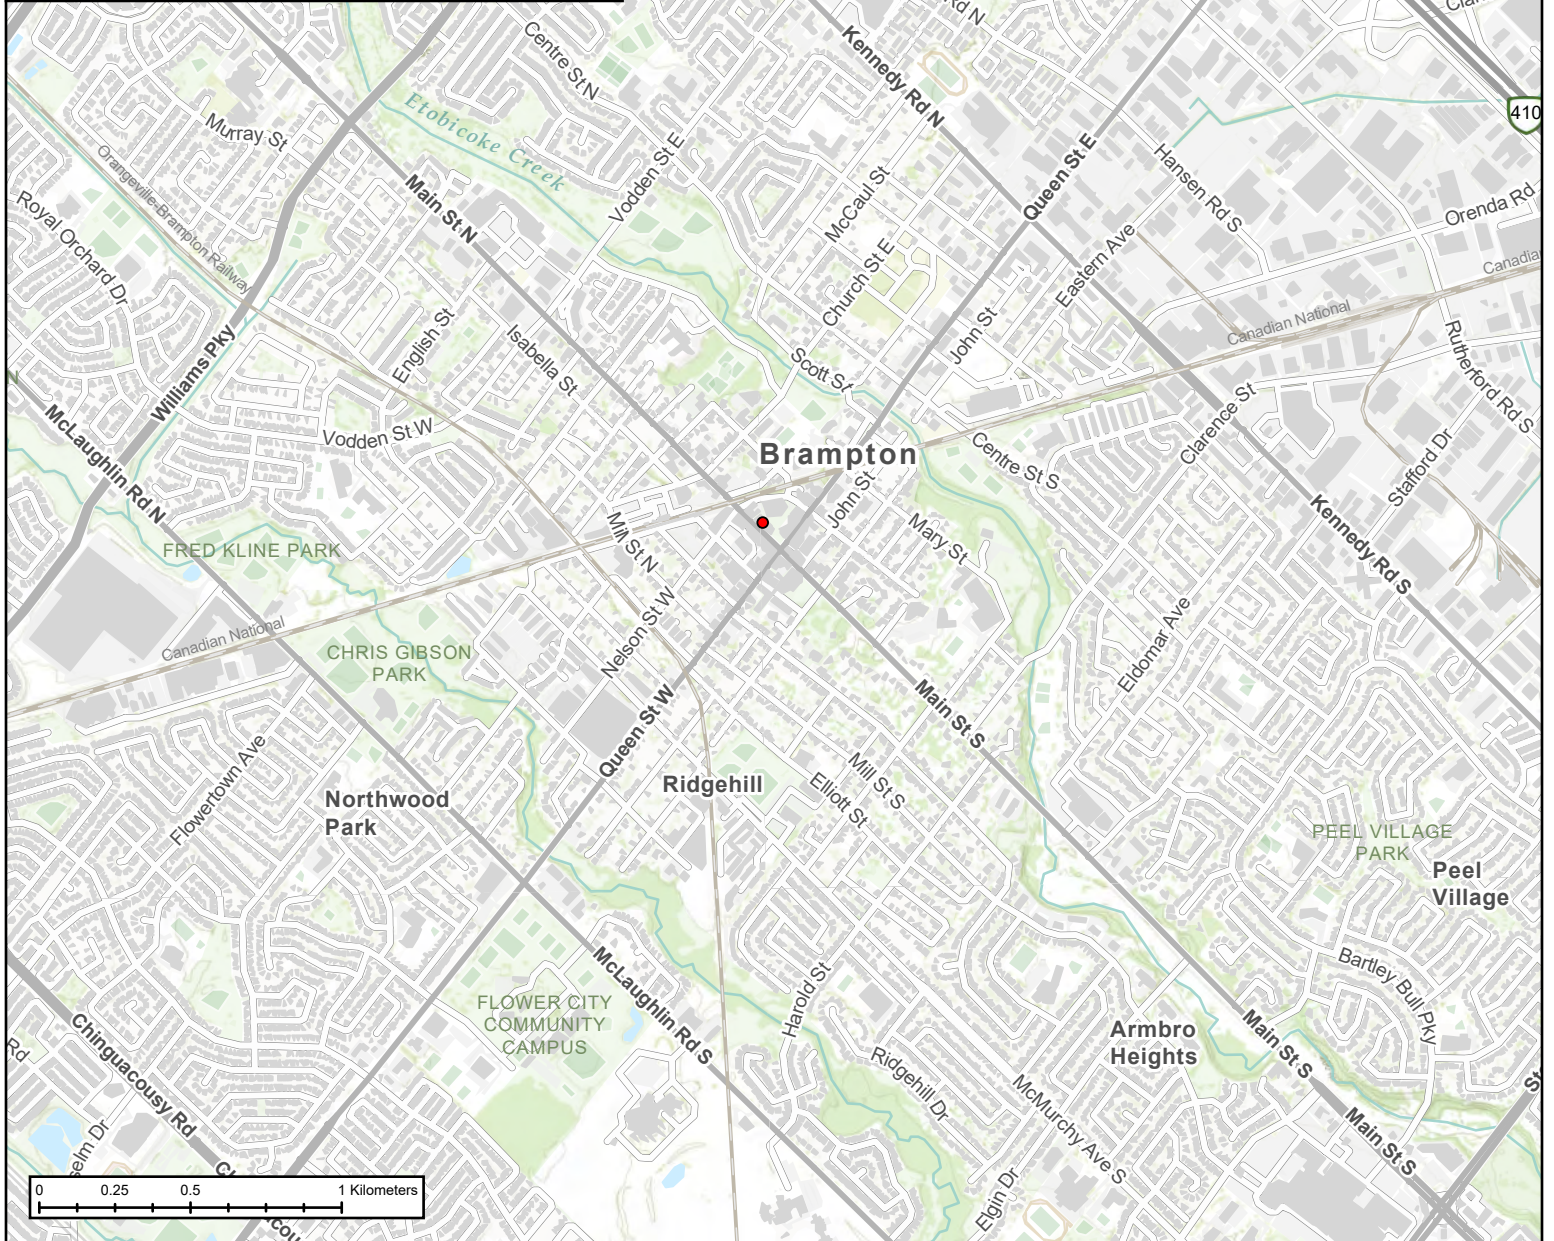 Rd N
Centre St N
Kennedy Rd N
410
Etobicoke Creek
Murray St
Orangeville-Brampton Railway
Vodden St E
McCaul St
Queen St E
Hansen Rd S
Orenda Rd
Main St N
Royal Orchard Dr
Church St E
Eastern Ave
Canadian National
Williams Pky
English St
Isabella St
Scott St
John St
Rutherford Rd S
N
McLaughlin Rd N
Vodden St W
Brampton
Centre St S
Clarence St
Stafford Dr
John St
Mary St
Mill St N
Kennedy Rd S
FRED KLINE PARK
Canadian National
CHRIS GIBSON
PARK
Nelson St W
Eldomar Ave
Queen St W
Main St S
Flowertown Ave
Northwood
Park
Ridgehill
Elliott St
Mill St S
PEEL VILLAGE
PARK
Peel
Village
FLOWER CITY
COMMUNITY
CAMPUS
McLaughlin Rd S
Harold St
Bartley Bull Pky
Chinguacousy Rd
Rd
Ridgehill Dr
Armbro
Heights
Main St S
McMurchy Ave S
Main St S
St
selm Dr
Elgin Dr
0 0.25 0.5 1 Kilometers